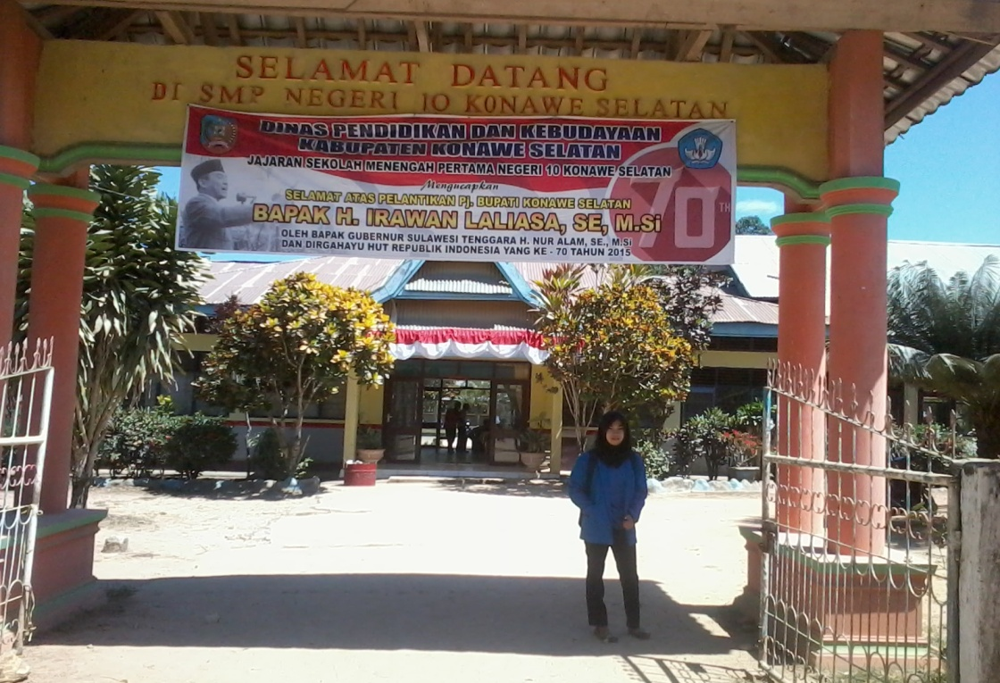 SELAMAT DATANG
DI SMP NEGERI 10 KONAWE SELATAN
DINAS PENDIDIKAN DAN KEBUDAYAAN
KABUPATEN KONAWE SELATAN
JAJARAN SEKOLAH MENENGAH PERTAMA NEGERI 10 KONAWE SELATAN
Mengucapkan
SELAMAT ATAS PELANTIKAN Pj. BUPATI KONAWE SELATAN
BAPAK H. IRAWAN LALIASA, SE, M.Si
OLEH BAPAK GUBERNUR SULAWESI TENGGARA H. NUR ALAM, SE., M.Si
DAN DIRGAHAYU HUT REPUBLIK INDONESIA YANG KE - 70 TAHUN 2015
70TH